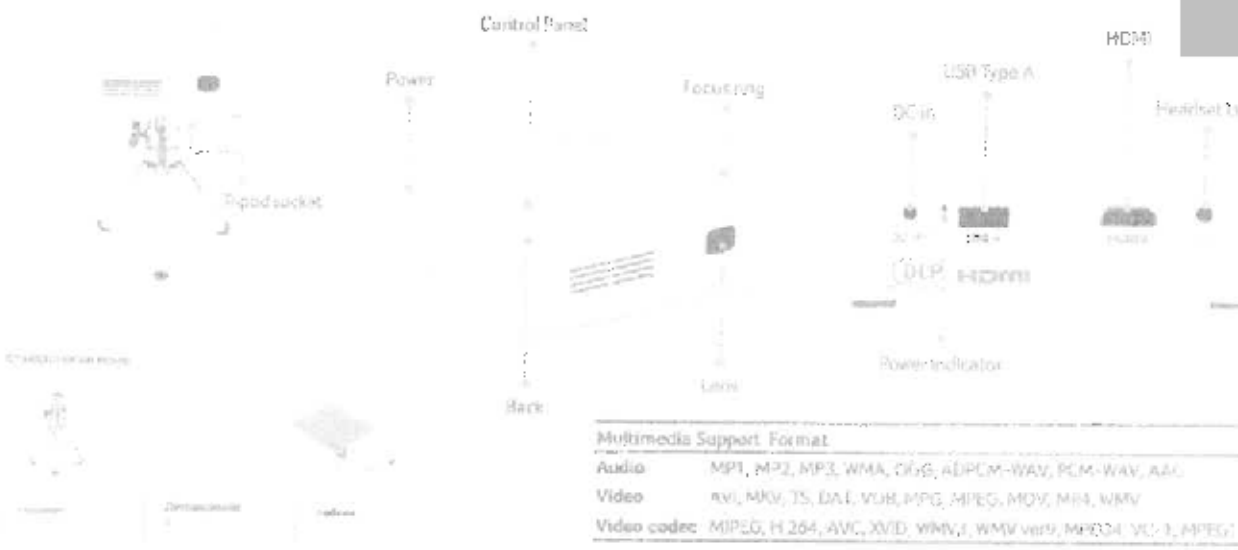 Control Panel
HDMI
Power
USB Type A
Focus ring
DC in
Headset
Tripod socket
DLP HDMI
Power Indicator
Lens
Back
Multimedia Support Format
Audio MP1, MP2, MP3, WMA, OGG, ADPCM-WAV, PCM-WAV, AAC
Video AVI, MKV, TS, DAT, VOB, MPG, MPEG, MOV, MP4, WMV
Video codec MJPEG, H.264, AVC, XVID, WMV ver9, MPEG4, VC-1,